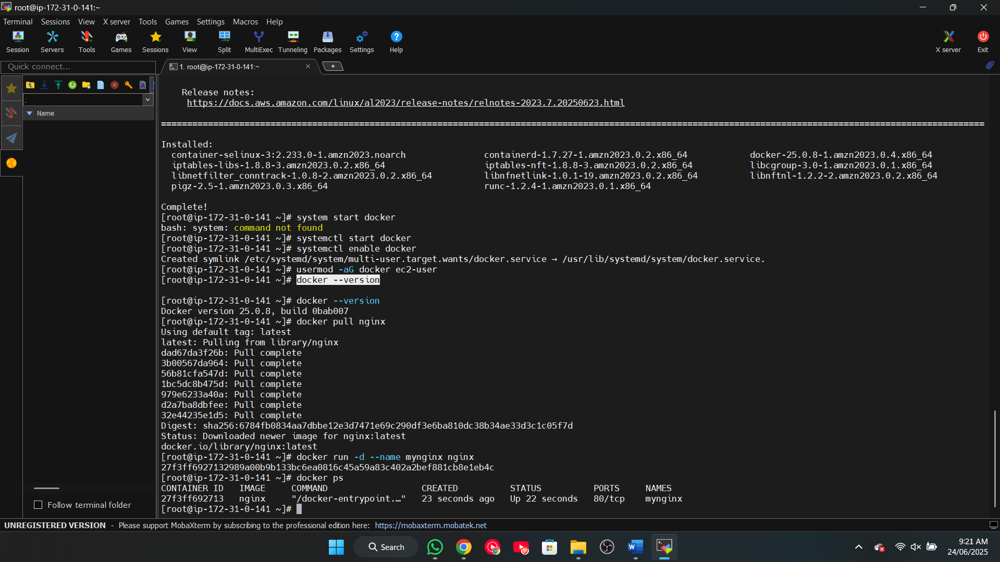 root@ip-172-31-0-141:~
Terminal Sessions View X server Tools Games Settings Macros Help
Session Servers Tools Games Sessions View Split MultiExec Tunneling Packages Settings Help X server Exit
Quick connect...
1. root@ip-172-31-0-141:~
.
Name
Release notes:
https://docs.aws.amazon.com/linux/al2023/release-notes/relnotes-2023.7.20250623.html
==============================================================================================================================================================
Installed:
container-selinux-3:2.233.0-1.amzn2023.noarch containerd-1.7.27-1.amzn2023.0.2.x86_64 docker-25.0.8-1.amzn2023.0.4.x86_64
iptables-libs-1.8.8-3.amzn2023.0.2.x86_64 iptables-nft-1.8.8-3.amzn2023.0.2.x86_64 libcgroup-3.0-1.amzn2023.0.1.x86_64
libnetfilter_conntrack-1.0.8-2.amzn2023.0.2.x86_64 libnfnetlink-1.0.1-19.amzn2023.0.2.x86_64 libnftnl-1.2.2-2.amzn2023.0.2.x86_64
pigz-2.5-1.amzn2023.0.3.x86_64 runc-1.2.4-1.amzn2023.0.1.x86_64
Complete!
[root@ip-172-31-0-141 ~]# system start docker
bash: system: command not found
[root@ip-172-31-0-141 ~]# systemctl start docker
[root@ip-172-31-0-141 ~]# systemctl enable docker
Created symlink /etc/systemd/system/multi-user.target.wants/docker.service → /usr/lib/systemd/system/docker.service.
[root@ip-172-31-0-141 ~]# usermod -aG docker ec2-user
[root@ip-172-31-0-141 ~]# docker --version
[root@ip-172-31-0-141 ~]# docker --version
Docker version 25.0.8, build 0bab007
[root@ip-172-31-0-141 ~]# docker pull nginx
Using default tag: latest
latest: Pulling from library/nginx
dad67da3f26b: Pull complete
3b00567da964: Pull complete
56b81cfa547d: Pull complete
1bc5dc8b475d: Pull complete
979e6233a40a: Pull complete
d2a7ba8dbfee: Pull complete
32e44235e1d5: Pull complete
Digest: sha256:6784fb0834aa7dbbe12e3d7471e69c290df3e6ba810dc38b34ae33d3c1c05f7d
Status: Downloaded newer image for nginx:latest
docker.io/library/nginx:latest
[root@ip-172-31-0-141 ~]# docker run -d --name mynginx nginx
27f3ff6927132989a00b9b133bc6ea0816c45a59a83c402a2bef881cb8e1eb4c
[root@ip-172-31-0-141 ~]# docker ps
CONTAINER ID IMAGE COMMAND CREATED STATUS PORTS NAMES
27f3ff692713 nginx "/docker-entrypoint.…" 23 seconds ago Up 22 seconds 80/tcp mynginx
[root@ip-172-31-0-141 ~]#
Follow terminal folder
UNREGISTERED VERSION - Please support MobaXterm by subscribing to the professional edition here: https://mobaxterm.mobatek.net
Search
9:21 AM
24/06/2025